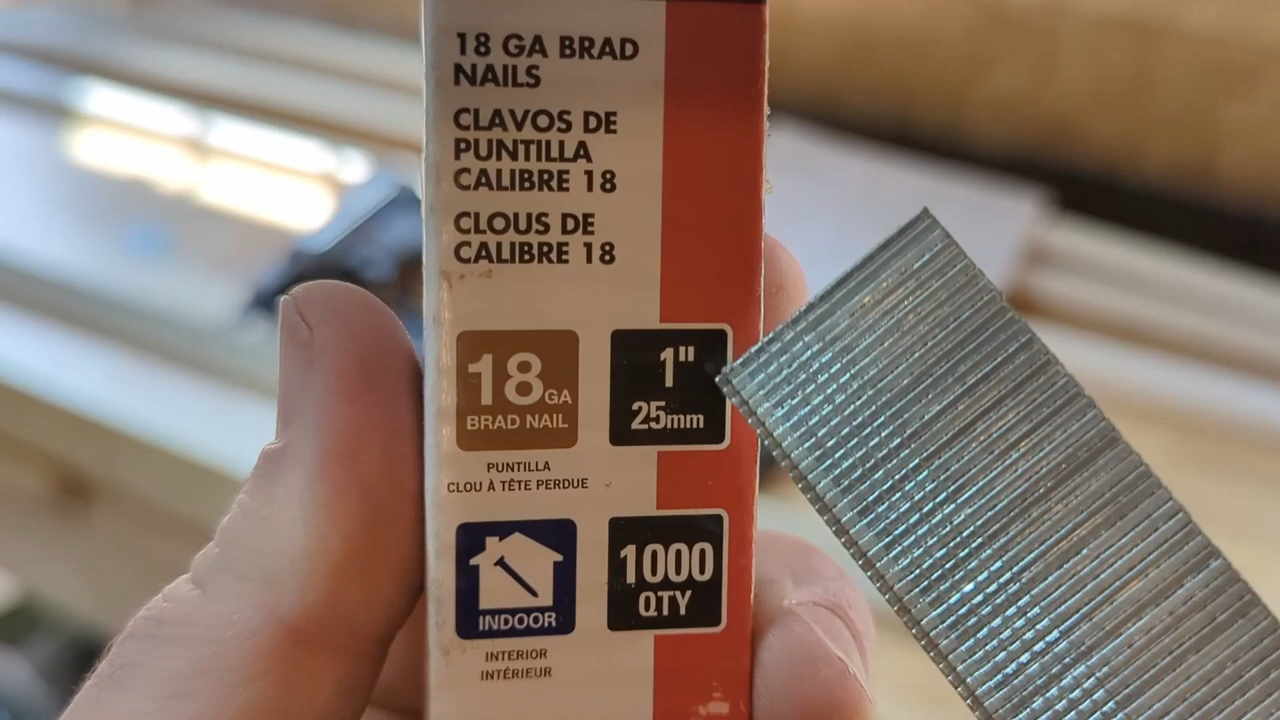 18 GA BRAD
NAILS
CLAVOS DE
PUNTILLA
CALIBRE 18
CLOUS DE
CALIBRE 18
18GA
BRAD NAIL
1"
25mm
PUNTILLA
CLOU À TÊTE PERDUE
INDOOR
1000
QTY
INTERIOR
INTÉRIEUR